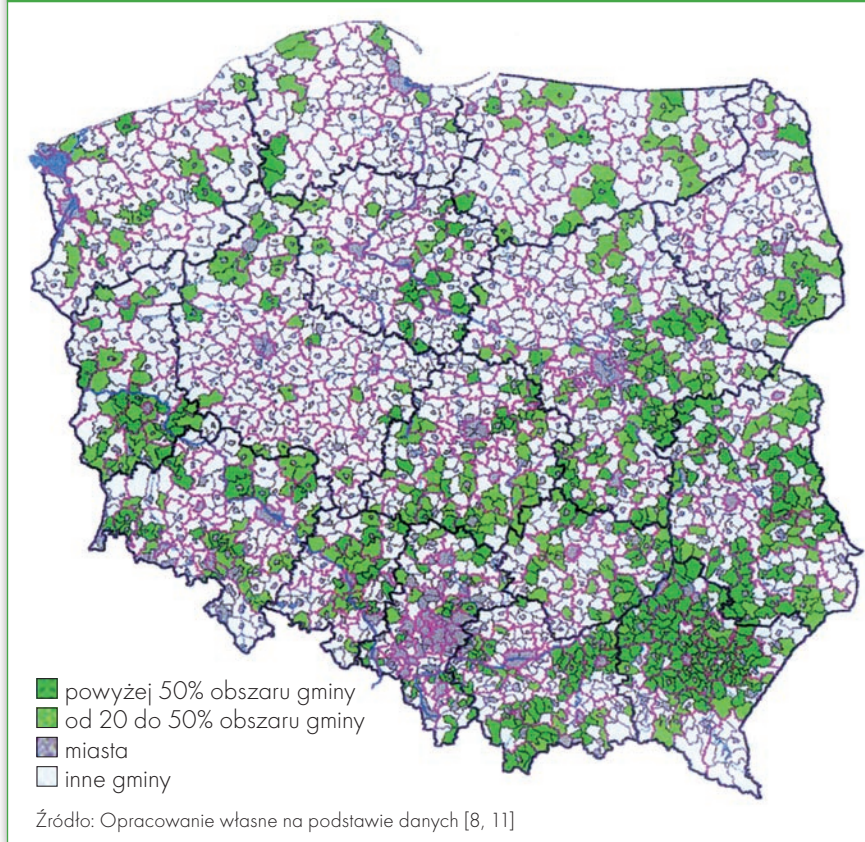 powyżej 50% obszaru gminy
od 20 do 50% obszaru gminy
miasta
inne gminy
Źródło: Opracowanie własne na podstawie danych [8, 11]